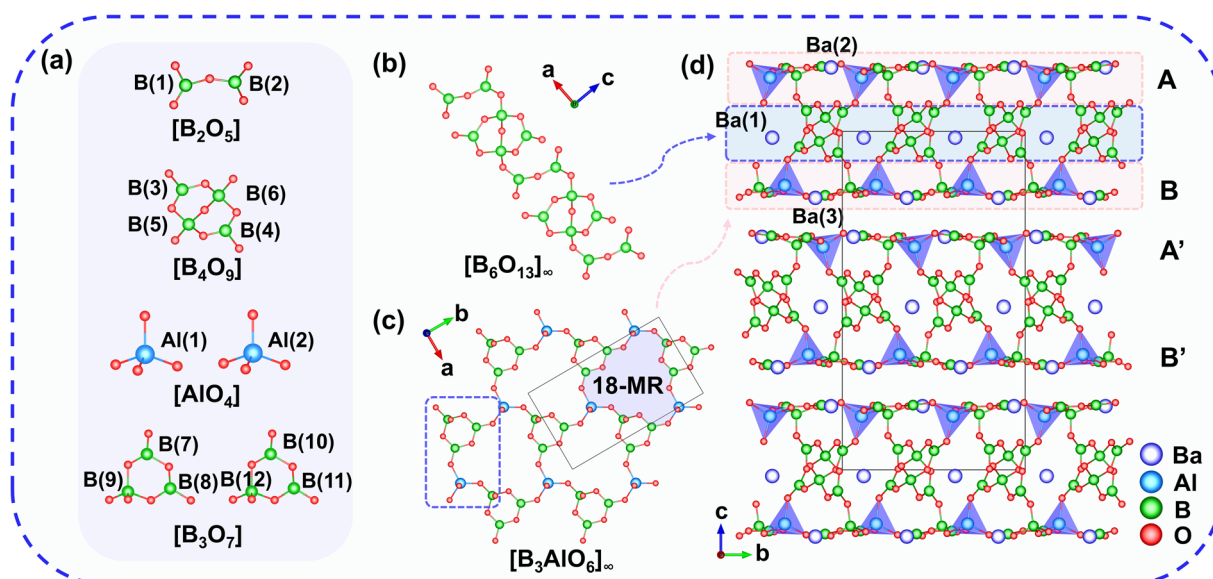 (a)
B(1)
B(2)
[B2O5]
B(3)
B(6)
B(5)
B(4)
[B4O9]
Al(1)
Al(2)
[AlO4]
B(7)
B(10)
B(9)
B(8)
B(12)
B(11)
[B3O7]
(b)
a
c
[B6O13]∞
(c)
b
a
18-MR
[B3AlO6]∞
(d)
Ba(2)
A
Ba(1)
B
Ba(3)
A’
B’
Ba
Al
B
O
c
b